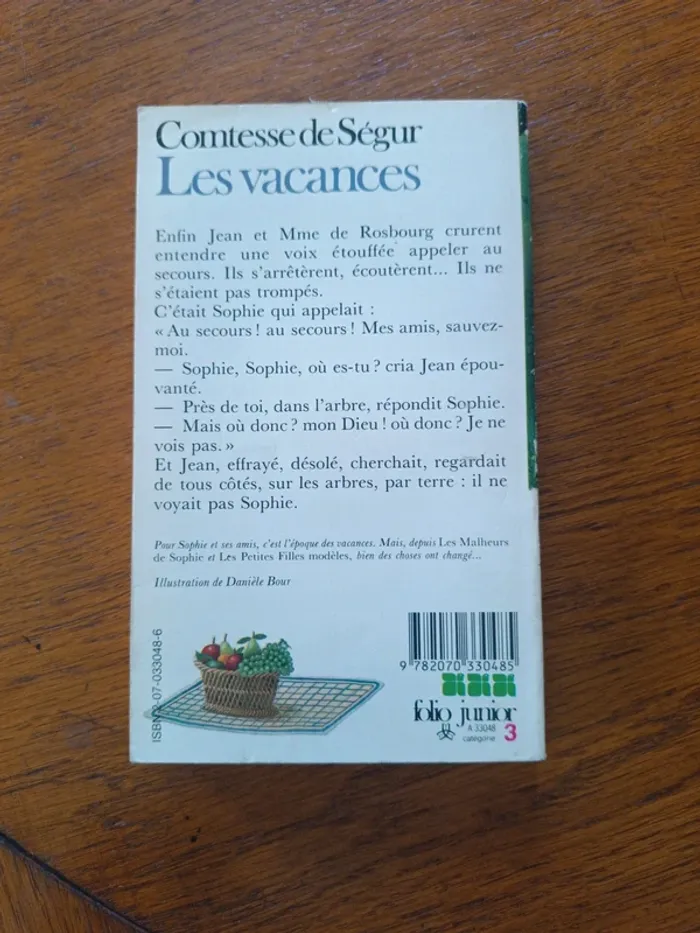 Comtesse de Ségur
Les vacances
Enfin Jean et Mme de Rosbourg crurent
entendre une voix étouffée appeler au
secours. Ils s'arrêtèrent, écoutèrent... Ils ne
s'étaient pas trompés.
C'était Sophie qui appelait :
« Au secours ! au secours ! Mes amis, sauvez-
moi.
— Sophie, Sophie, où es-tu ? cria Jean épou-
vanté.
— Près de toi, dans l'arbre, répondit Sophie.
— Mais où donc ? mon Dieu ! où donc ? Je ne
vois pas. »
Et Jean, effrayé, désolé, cherchait, regardait
de tous côtés, sur les arbres, par terre : il ne
voyait pas Sophie.
Pour Sophie et ses amis, c'est l'époque des vacances. Mais, depuis Les Malheurs
de Sophie et Les Petites Filles modèles, bien des choses ont changé...
Illustration de Danièle Bour
ISBN 2-07-033048-6
9 782070 330485
folio junior
A 33048
catégorie 3